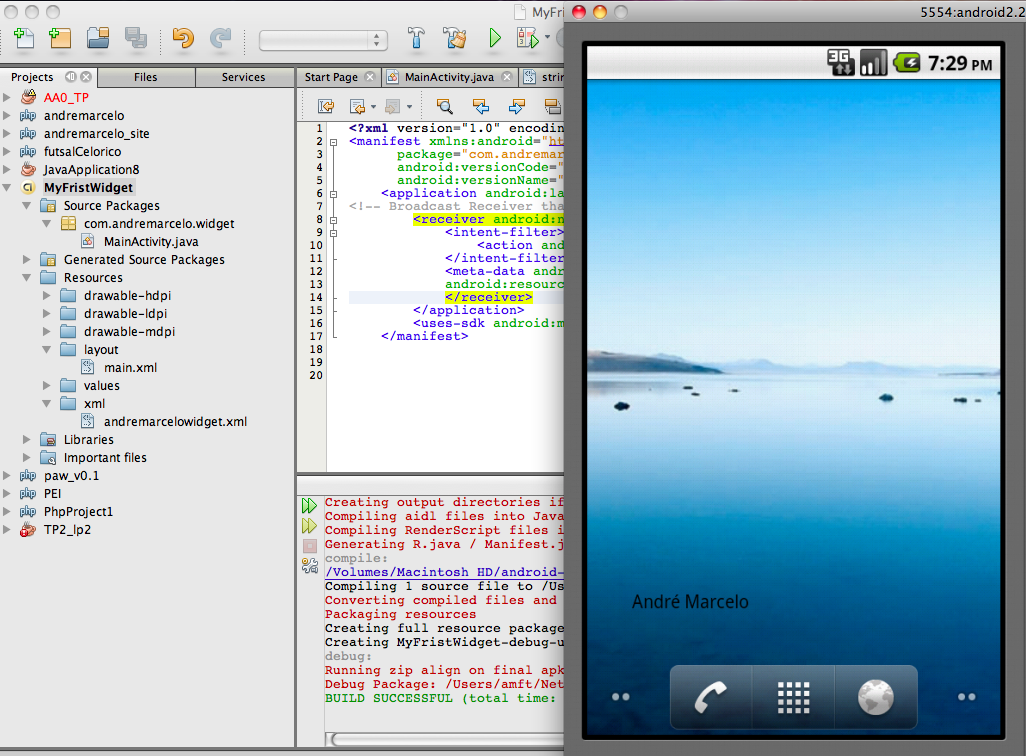 MyFris
5554:android2.2
Projects
Files
Services
Start Page
MainActivity.java
strin
AA0_TP
andremarcelo
andremarcelo_site
futsalCelorico
JavaApplication8
MyFristWidget
Source Packages
com.andremarcelo.widget
MainActivity.java
Generated Source Packages
Resources
drawable-hdpi
drawable-ldpi
drawable-mdpi
layout
main.xml
values
xml
andremarcelowidget.xml
Libraries
Important files
paw_v0.1
PEI
PhpProject1
TP2_lp2
1 <?xml version="1.0" encodin
2 <manifest xmlns:android="ht
3 package="com.andremar
4 android:versionCode="
5 android:versionName="
6 <application android:la
7 <!-- Broadcast Receiver tha
8 <receiver android:n
9 <intent-filter>
10 <action and
11 </intent-filter
12 <meta-data andr
13 android:resourc
14 </receiver>
15 </application>
16 <uses-sdk android:m
17 </manifest>
18
19
20
Creating output directories if
Compiling aidl files into Java
Compiling RenderScript files i
Generating R.java / Manifest.j
compile:
/Volumes/Macintosh HD/android-
Compiling 1 source file to /Us
Converting compiled files and
Packaging resources
Creating full resource package
Creating MyFristWidget-debug-u
debug:
Running zip align on final apk
Debug Package: /Users/amft/Net
BUILD SUCCESSFUL (total time:
3G
7:29 PM
André Marcelo